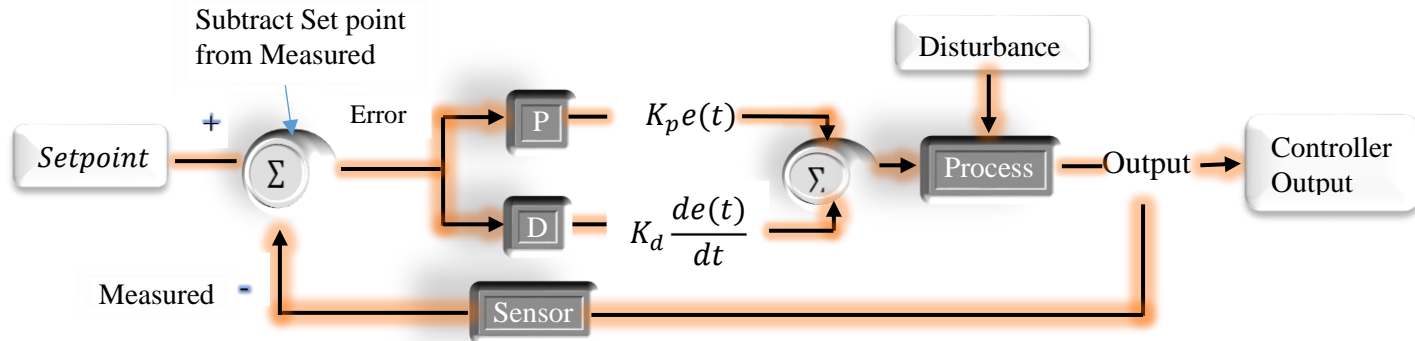 Subtract Set point
from Measured
Disturbance
+
Error
P
K_p e(t)
Setpoint
Σ
Σ
Process
Output
Controller
Output
D
K_d de(t)/dt
Measured
-
Sensor